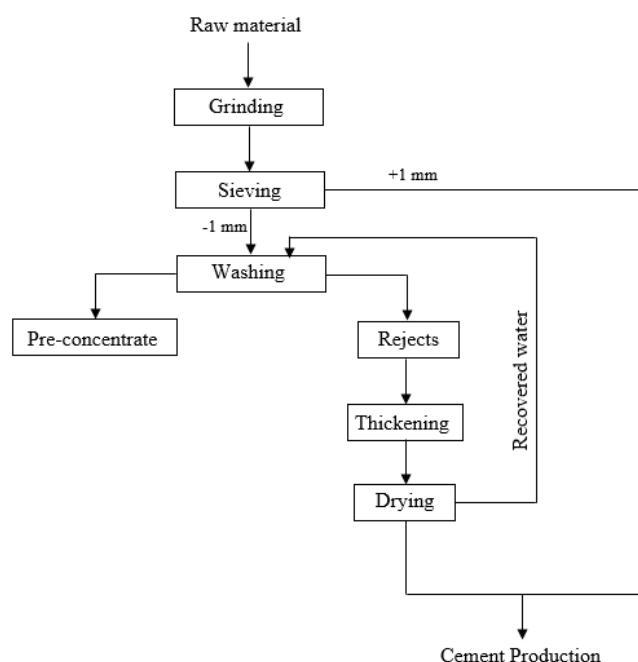 Raw material
Grinding
+1 mm
Sieving
-1 mm
Washing
Pre-concentrate
Rejects
Recovered water
Thickening
Drying
Cement Production